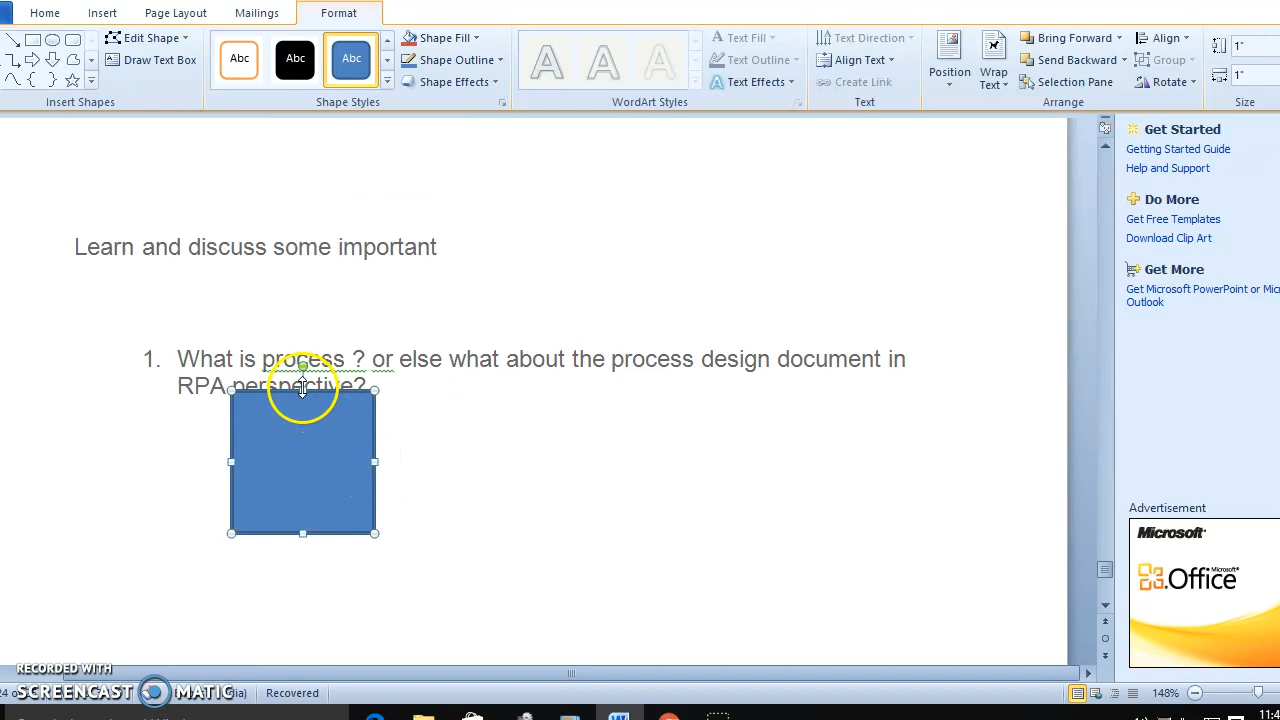 Home Insert Page Layout Mailings Format
Edit Shape Shape Fill Text Fill Text Direction Bring Forward Align 1"
Abc Abc Abc
Draw Text Box Shape Outline Text Outline Align Text Position Wrap Text Send Backward Group 1"
Shape Effects Text Effects Create Link Selection Pane Rotate
Insert Shapes Shape Styles WordArt Styles Text Arrange Size
Get Started
Getting Started Guide
Help and Support
Do More
Get Free Templates
Download Clip Art
Get More
Get Microsoft PowerPoint or
Outlook
Learn and discuss some important
1. What is process ? or else what about the process design document in
RPA perspective?
Advertisement
Microsoft
Office Microsoft
RECORDED WITH
SCREENCAST MATIC
Recovered
148%